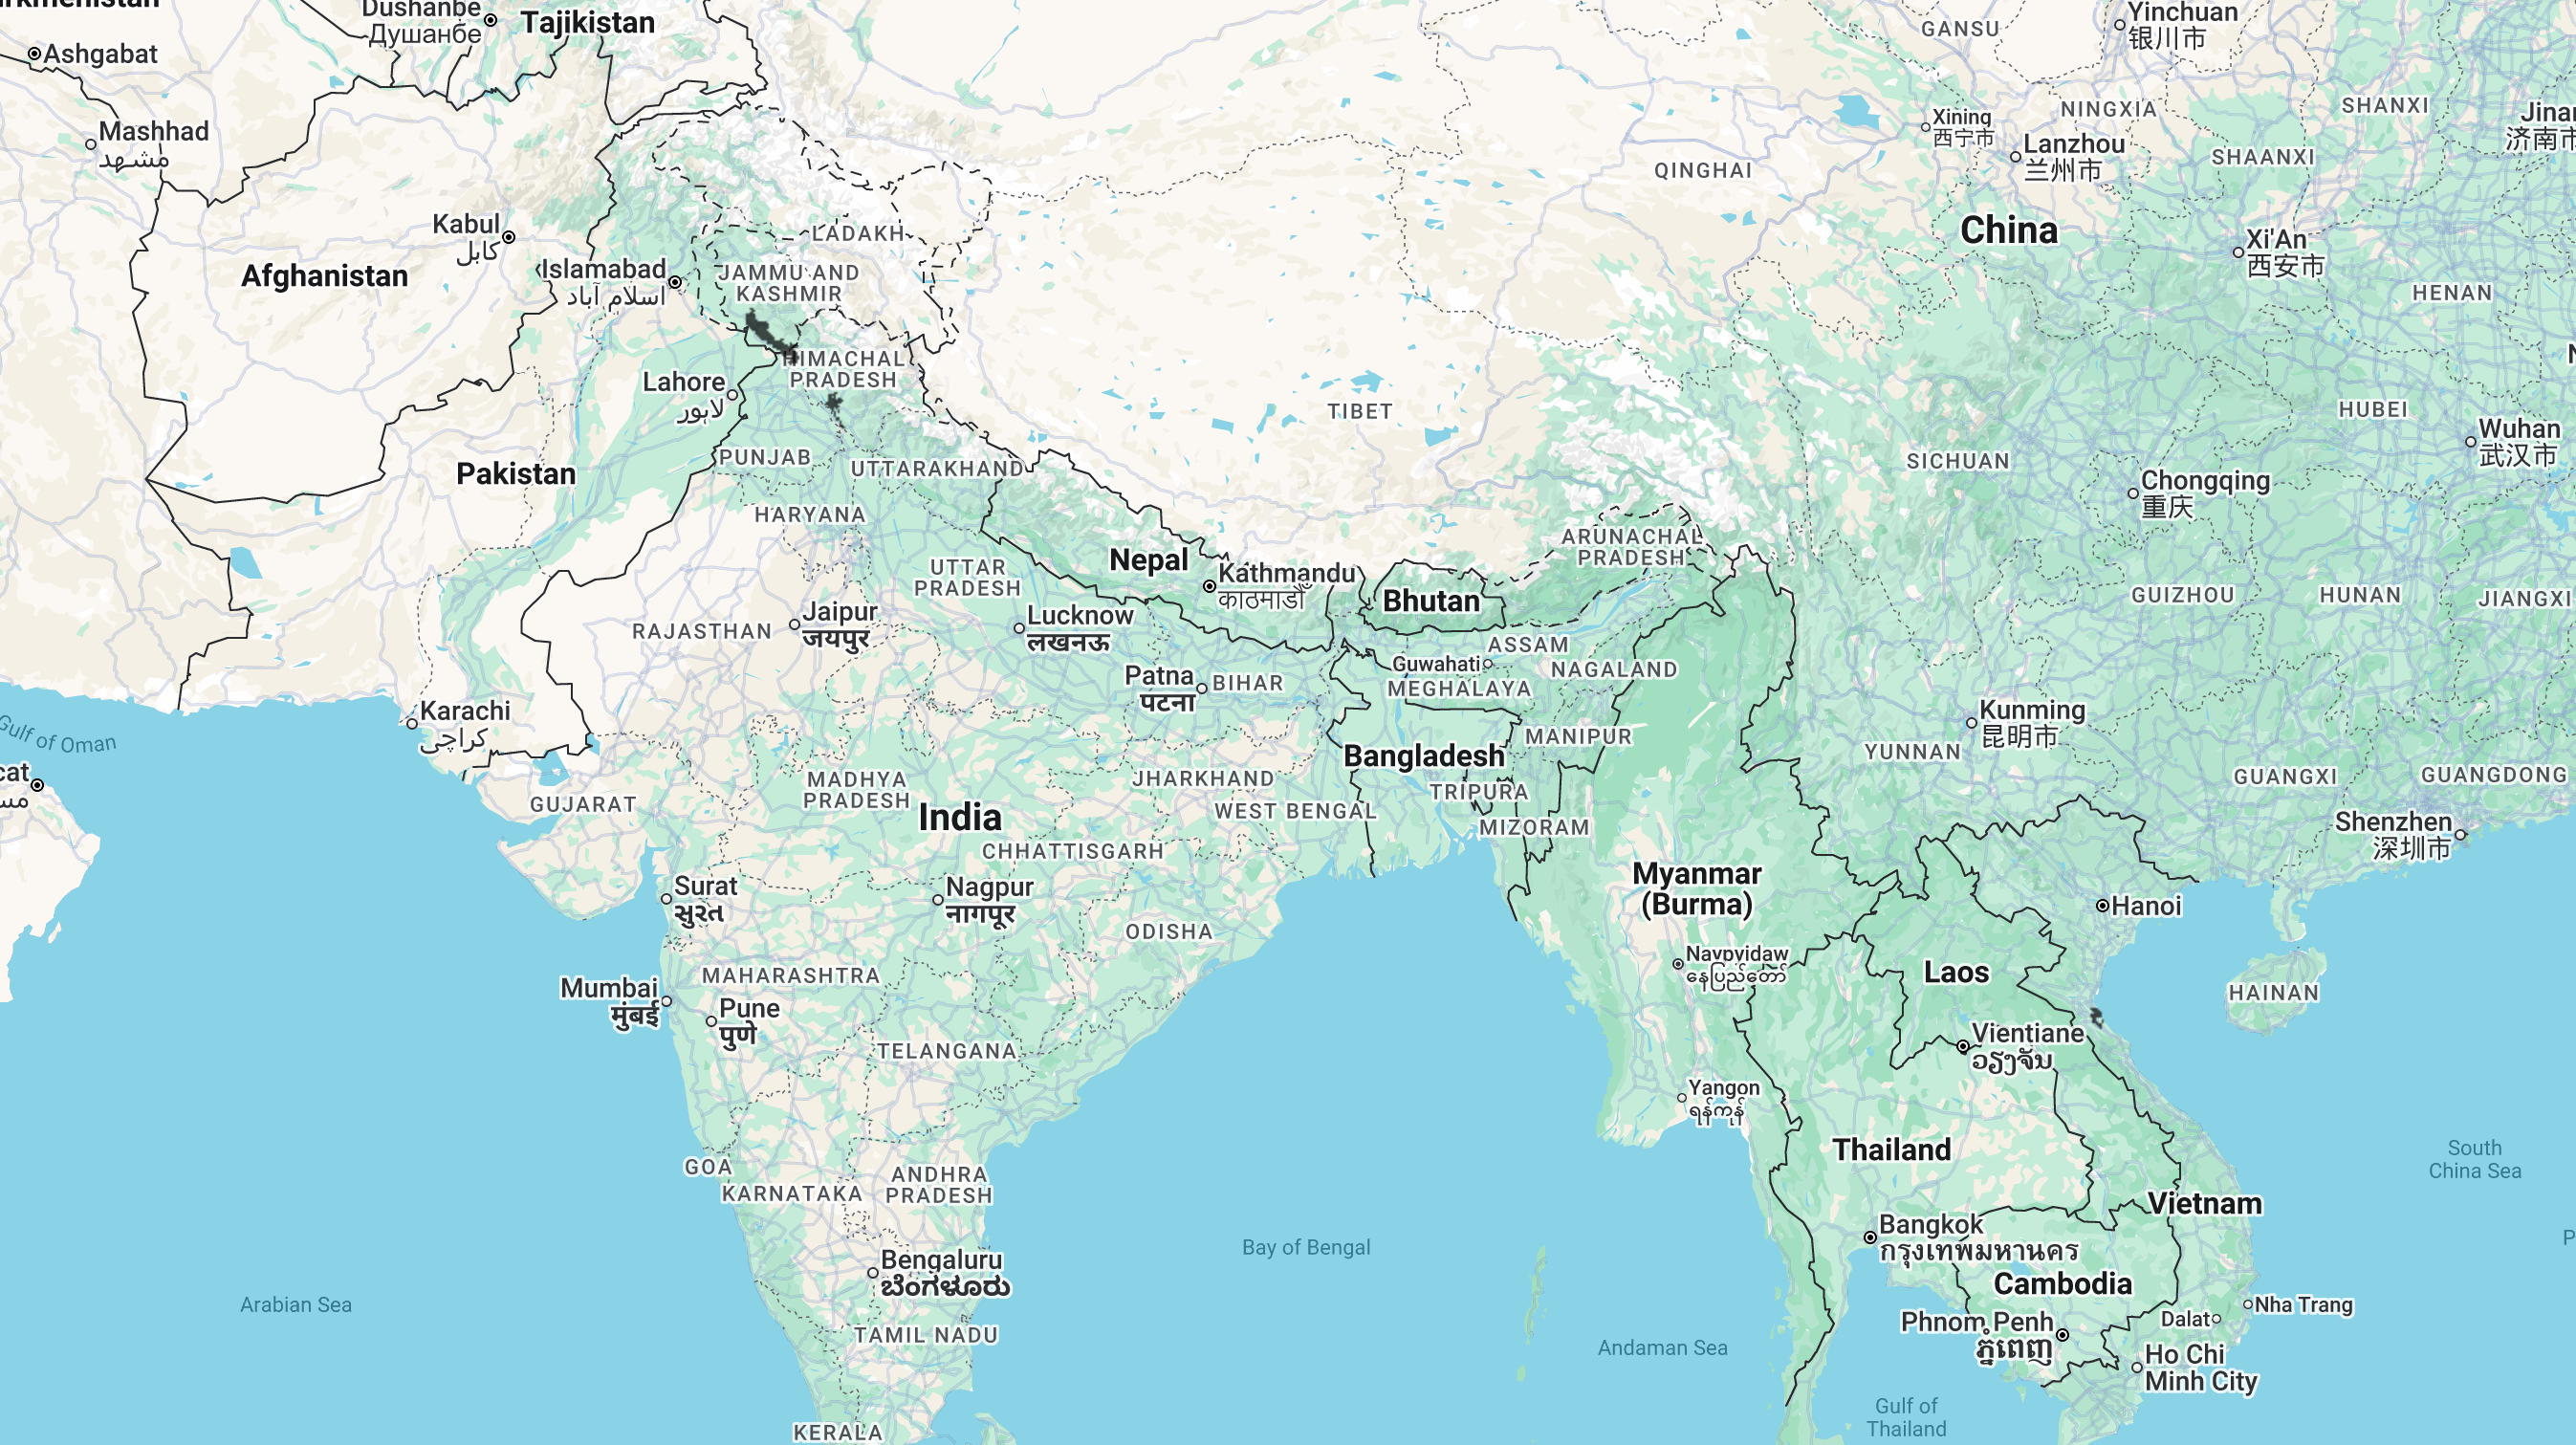 Dushanbe
Душанбе
Tajikistan
Ashgabat
Mashhad
مشهد
Kabul
کابل
Afghanistan
Islamabad
اسلام آباد
LADAKH
JAMMU AND
KASHMIR
HIMACHAL
PRADESH
Lahore
لاہور
PUNJAB
UTTARAKHAND
Pakistan
HARYANA
TIBET
QINGHAI
GANSU
Yinchuan
银川市
NINGXIA
SHANXI
Xining
西宁市
Lanzhou
兰州市
SHAANXI
济南市
China
Xi'An
西安市
HENAN
HUBEI
Wuhan
武汉市
SICHUAN
Chongqing
重庆
GUIZHOU
HUNAN
JIANGXI
Nepal
Kathmandu
काठमाडौं
Bhutan
ARUNACHAL
PRADESH
UTTAR
PRADESH
Lucknow
लखनऊ
Jaipur
जयपुर
RAJASTHAN
ASSAM
Guwahati
NAGALAND
MEGHALAYA
Patna
पटना
BIHAR
Karachi
کراچی
Gulf of Oman
MANIPUR
Bangladesh
TRIPURA
MIZORAM
JHARKHAND
WEST BENGAL
MADHYA
PRADESH
GUJARAT
India
CHHATTISGARH
Kunming
昆明市
YUNNAN
GUANGXI
GUANGDONG
Shenzhen
深圳市
Surat
સુરત
Nagpur
नागपूर
ODISHA
Myanmar
(Burma)
Hanoi
Naypyidaw
နေပြည်တော်
Laos
HAINAN
MAHARASHTRA
Mumbai
मुंबई
Pune
पुणे
TELANGANA
Vientiane
ວຽງຈັນ
Yangon
ရန်ကုန်
Thailand
South
China Sea
GOA
KARNATAKA
ANDHRA
PRADESH
Vietnam
Bangkok
กรุงเทพมหานคร
Bay of Bengal
Bengaluru
ಬೆಂಗಳೂರು
Cambodia
Arabian Sea
Nha Trang
Dalat
Phnom Penh
ភ្នំពេញ
TAMIL NADU
Andaman Sea
Ho Chi
Minh City
Gulf of
Thailand
KERALA